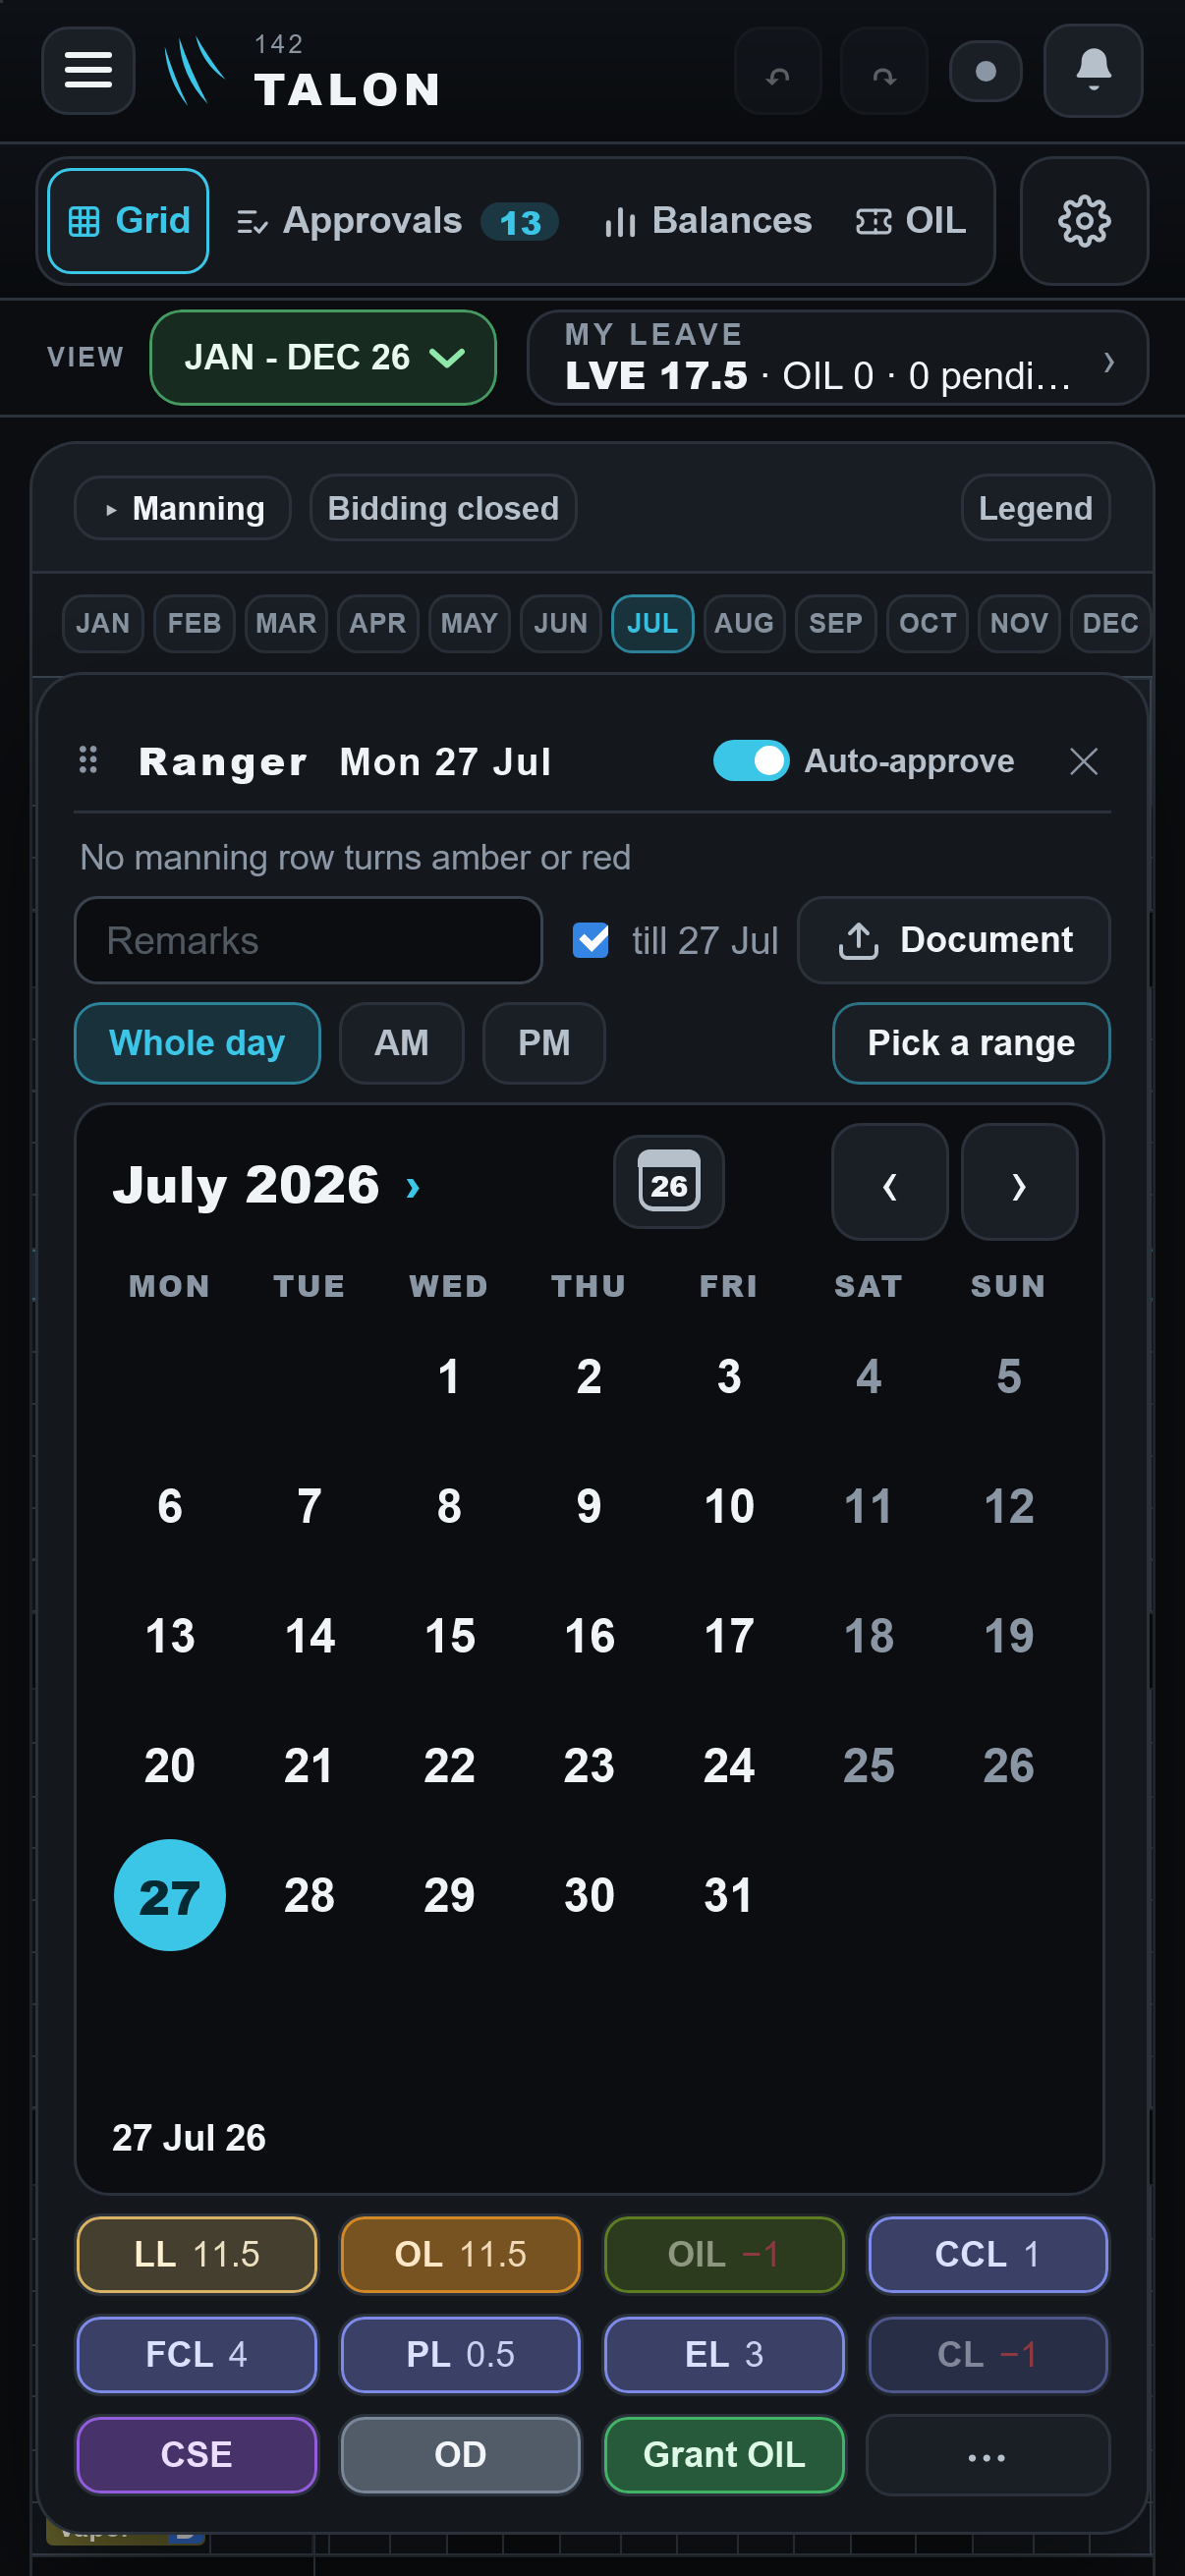 142
TALON
Grid
Approvals 13
Balances
OIL
VIEW
JAN - DEC 26
MY LEAVE
LVE 17.5 · OIL 0 · 0 pendi...
Manning
Bidding closed
Legend
JAN FEB MAR APR MAY JUN JUL AUG SEP OCT NOV DEC
Ranger Mon 27 Jul
Auto-approve
No manning row turns amber or red
Remarks
till 27 Jul
Document
Whole day AM PM
Pick a range
July 2026 ›
26
‹ ›
MON TUE WED THU FRI SAT SUN
1 2 3 4 5
6 7 8 9 10 11 12
13 14 15 16 17 18 19
20 21 22 23 24 25 26
27 28 29 30 31
27 Jul 26
LL 11.5 OL 11.5 OIL −1 CCL 1
FCL 4 PL 0.5 EL 3 CL −1
CSE OD Grant OIL ...